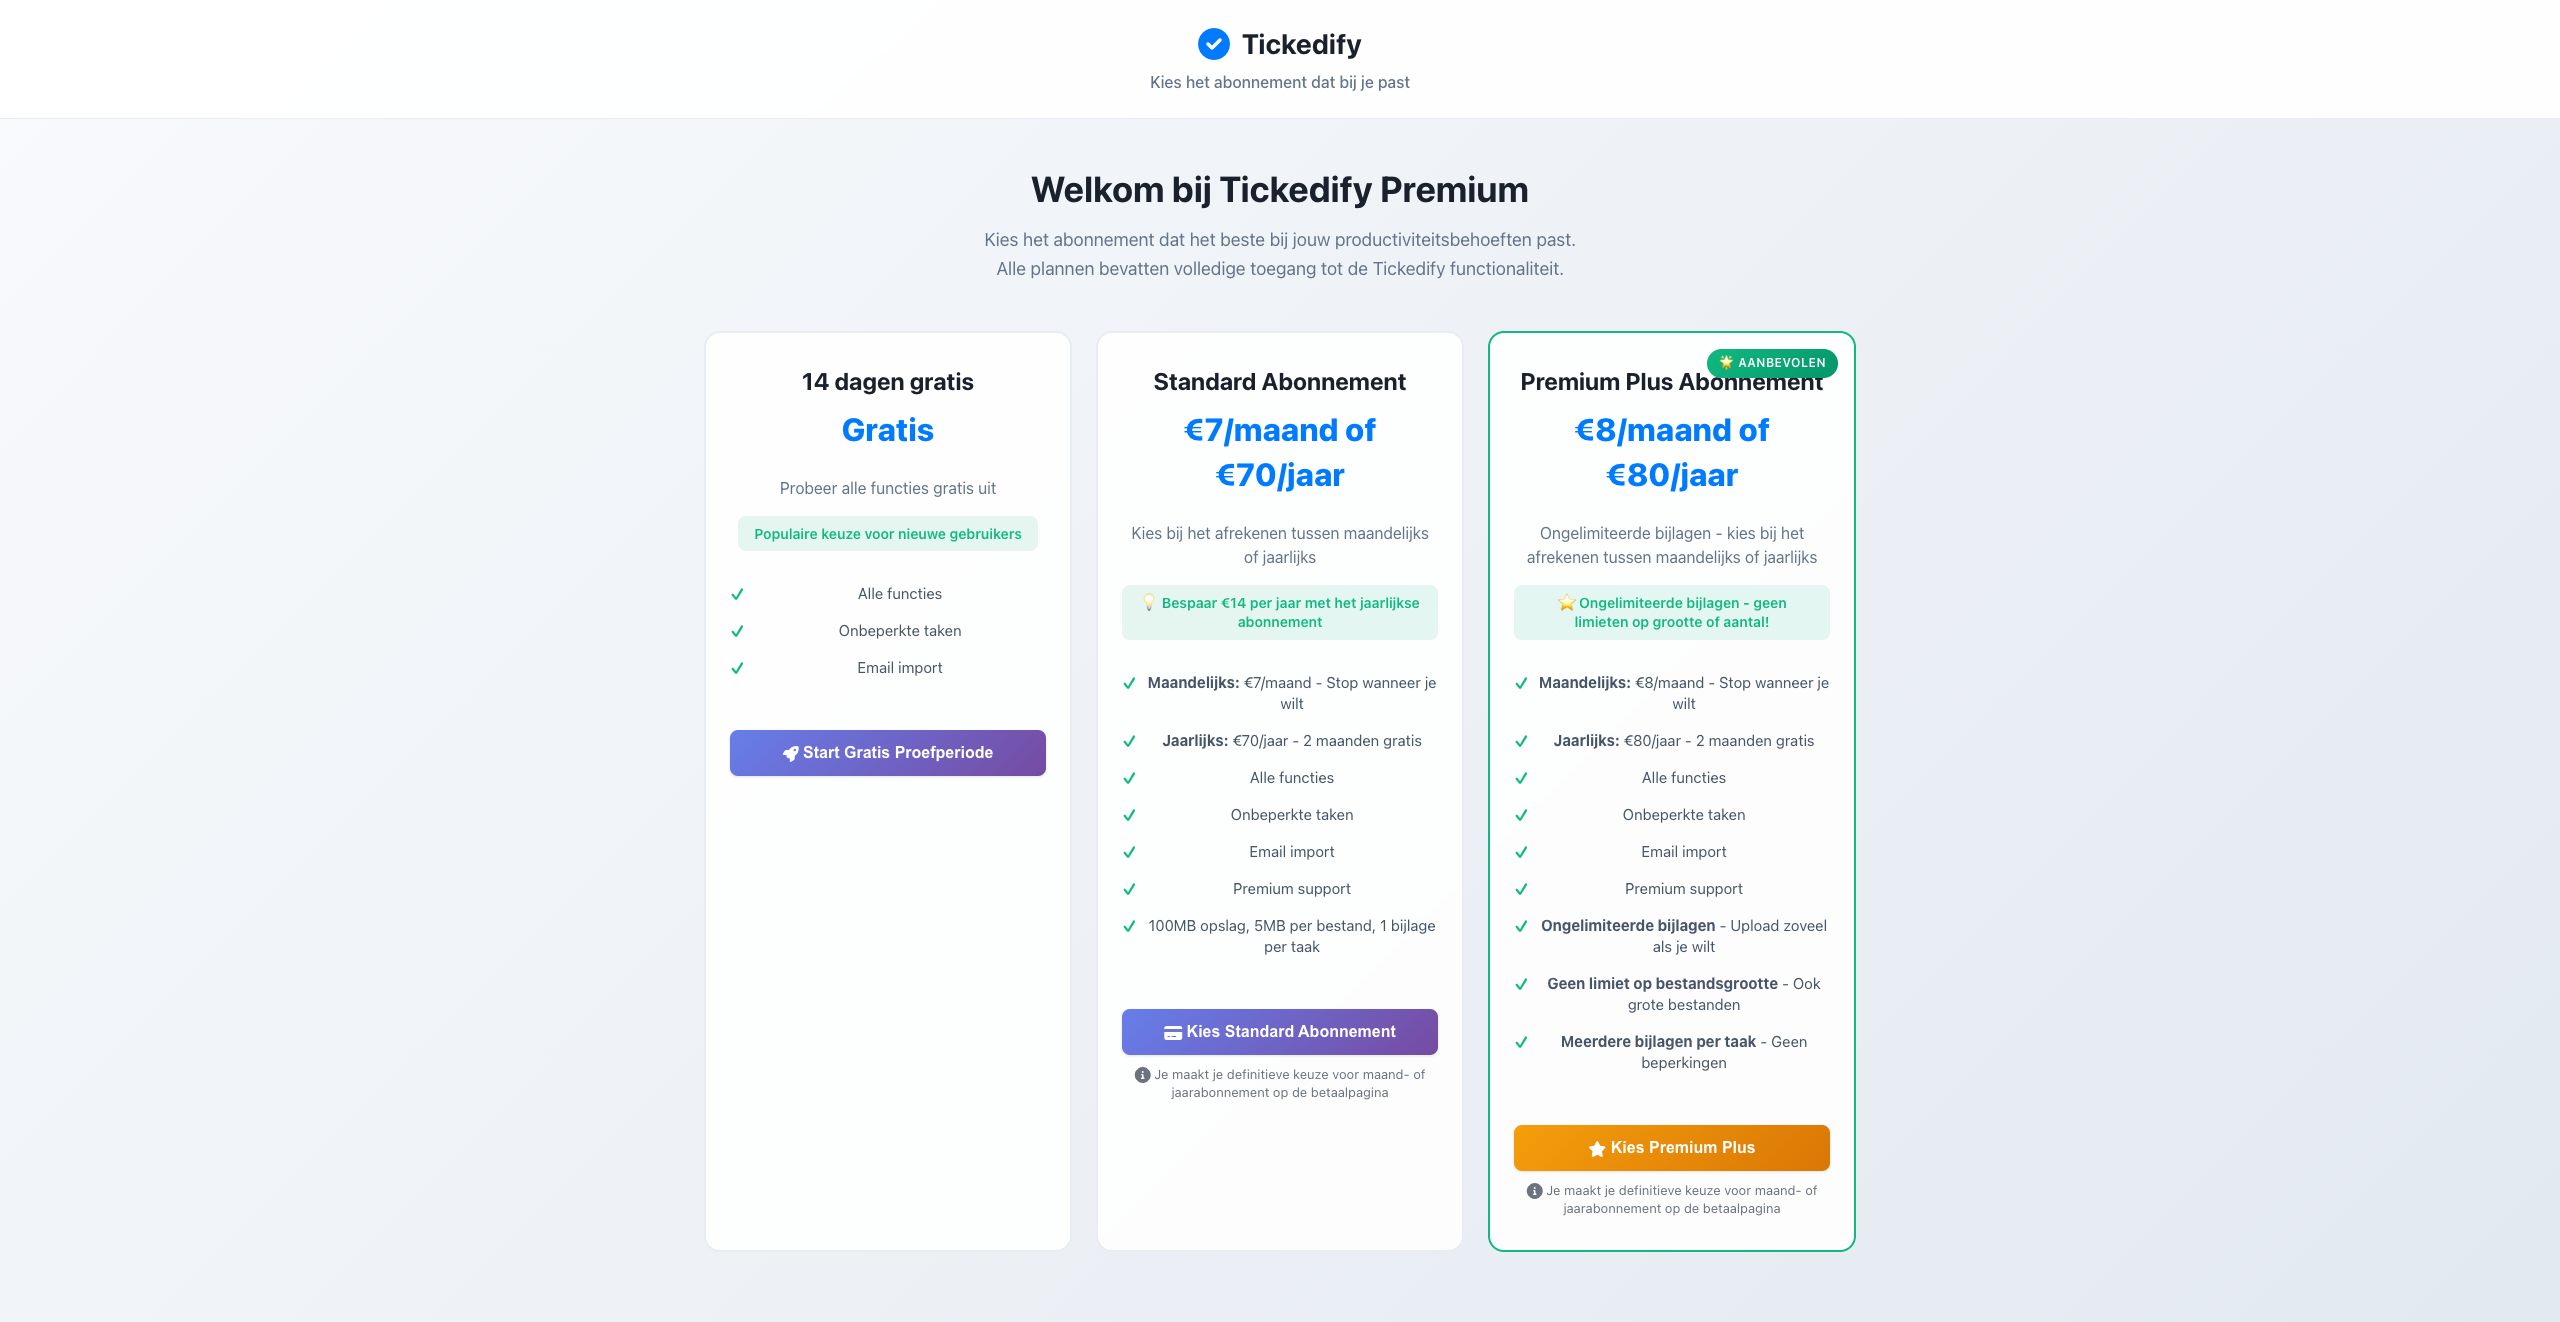 Tickedify
Kies het abonnement dat bij je past
Welkom bij Tickedify Premium
Kies het abonnement dat het beste bij jouw productiviteitsbehoeften past.
Alle plannen bevatten volledige toegang tot de Tickedify functionaliteit.
14 dagen gratis
Gratis
Probeer alle functies gratis uit
Populaire keuze voor nieuwe gebruikers
Alle functies
Onbeperkte taken
Email import
Start Gratis Proefperiode
Standard Abonnement
€7/maand of
€70/jaar
Kies bij het afrekenen tussen maandelijks
of jaarlijks
💡 Bespaar €14 per jaar met het jaarlijkse
abonnement
Maandelijks: €7/maand - Stop wanneer je
wilt
Jaarlijks: €70/jaar - 2 maanden gratis
Alle functies
Onbeperkte taken
Email import
Premium support
100MB opslag, 5MB per bestand, 1 bijlage
per taak
Kies Standard Abonnement
Je maakt je definitieve keuze voor maand- of
jaarabonnement op de betaalpagina
🌟 AANBEVOLEN
Premium Plus Abonnement
€8/maand of
€80/jaar
Ongelimiteerde bijlagen - kies bij het
afrekenen tussen maandelijks of jaarlijks
⭐ Ongelimiteerde bijlagen - geen
limieten op grootte of aantal!
Maandelijks: €8/maand - Stop wanneer je
wilt
Jaarlijks: €80/jaar - 2 maanden gratis
Alle functies
Onbeperkte taken
Email import
Premium support
Ongelimiteerde bijlagen - Upload zoveel
als je wilt
Geen limiet op bestandsgrootte - Ook
grote bestanden
Meerdere bijlagen per taak - Geen
beperkingen
Kies Premium Plus
Je maakt je definitieve keuze voor maand- of
jaarabonnement op de betaalpagina